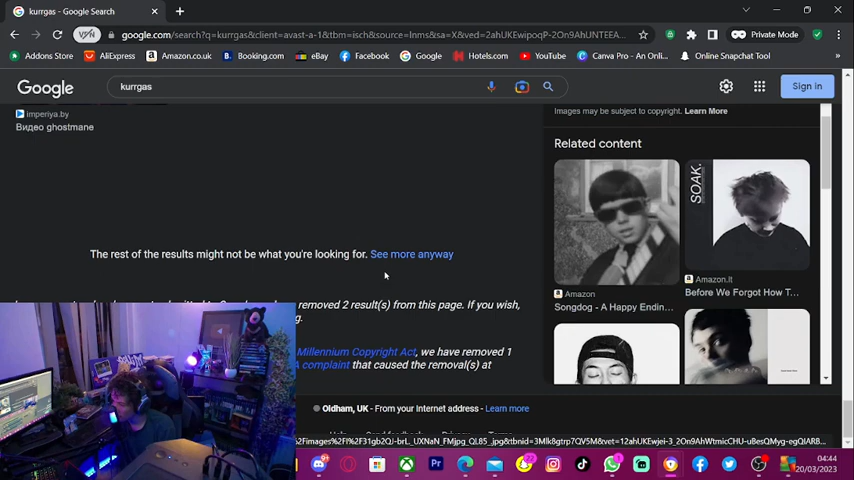 kurrgas - Google Search
VPN
google.com/search?q=kurrgas&client=avast-a-1&tbm=isch&source=lnms&sa=X&ved=2ahUKEwipoqP-2On9AhUNTEEA...
Private Mode
Addons Store
AliExpress
Amazon.co.uk
Booking.com
eBay
Facebook
Google
Hotels.com
YouTube
Canva Pro - An Onli...
Online Snapchat Tool
Google
kurrgas
Sign in
imperiya.by
Видео ghostmane
Images may be subject to copyright. Learn More
Related content
SOAK.
Amazon
Songdog - A Happy Endin...
Amazon.lt
Before We Forgot How T...
The rest of the results might not be what you're looking for. See more anyway
removed 2 result(s) from this page. If you wish,
Millennium Copyright Act, we have removed 1
complaint that caused the removal(s) at
Oldham, UK - From your Internet address - Learn more
04:44
20/03/2023